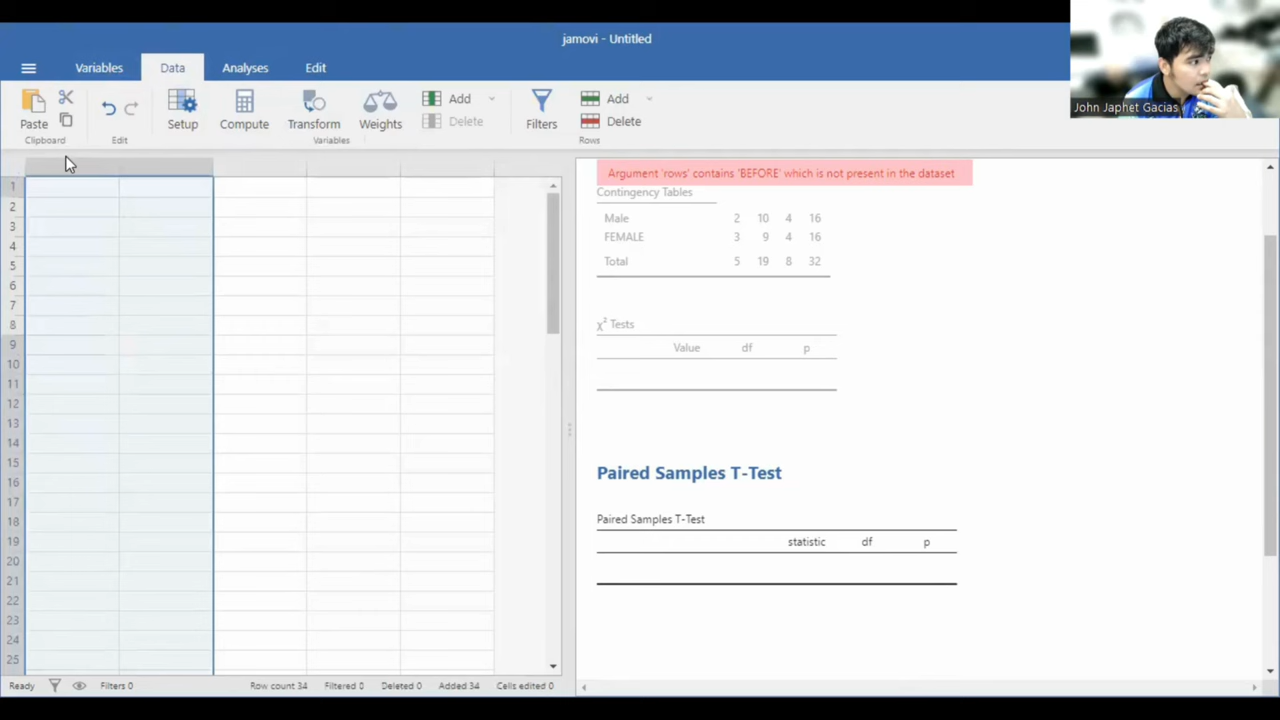 jamovi - Untitled
John Japhet Gacias
Variables Data Analyses Edit
Paste Setup Compute Transform Weights Add Delete Filters Add Delete
Clipboard Edit Variables Rows
1
2
3
4
5
6
7
8
9
10
11
12
13
14
15
16
17
18
19
20
21
22
23
24
25
Argument 'rows' contains 'BEFORE' which is not present in the dataset
Contingency Tables
Male 2 10 4 16
FEMALE 3 9 4 16
Total 5 19 8 32
χ² Tests
Value df p
Paired Samples T-Test
Paired Samples T-Test
statistic df p
Ready Filters 0 Row count 34 Filtered 0 Deleted 0 Added 34 Cells edited 0